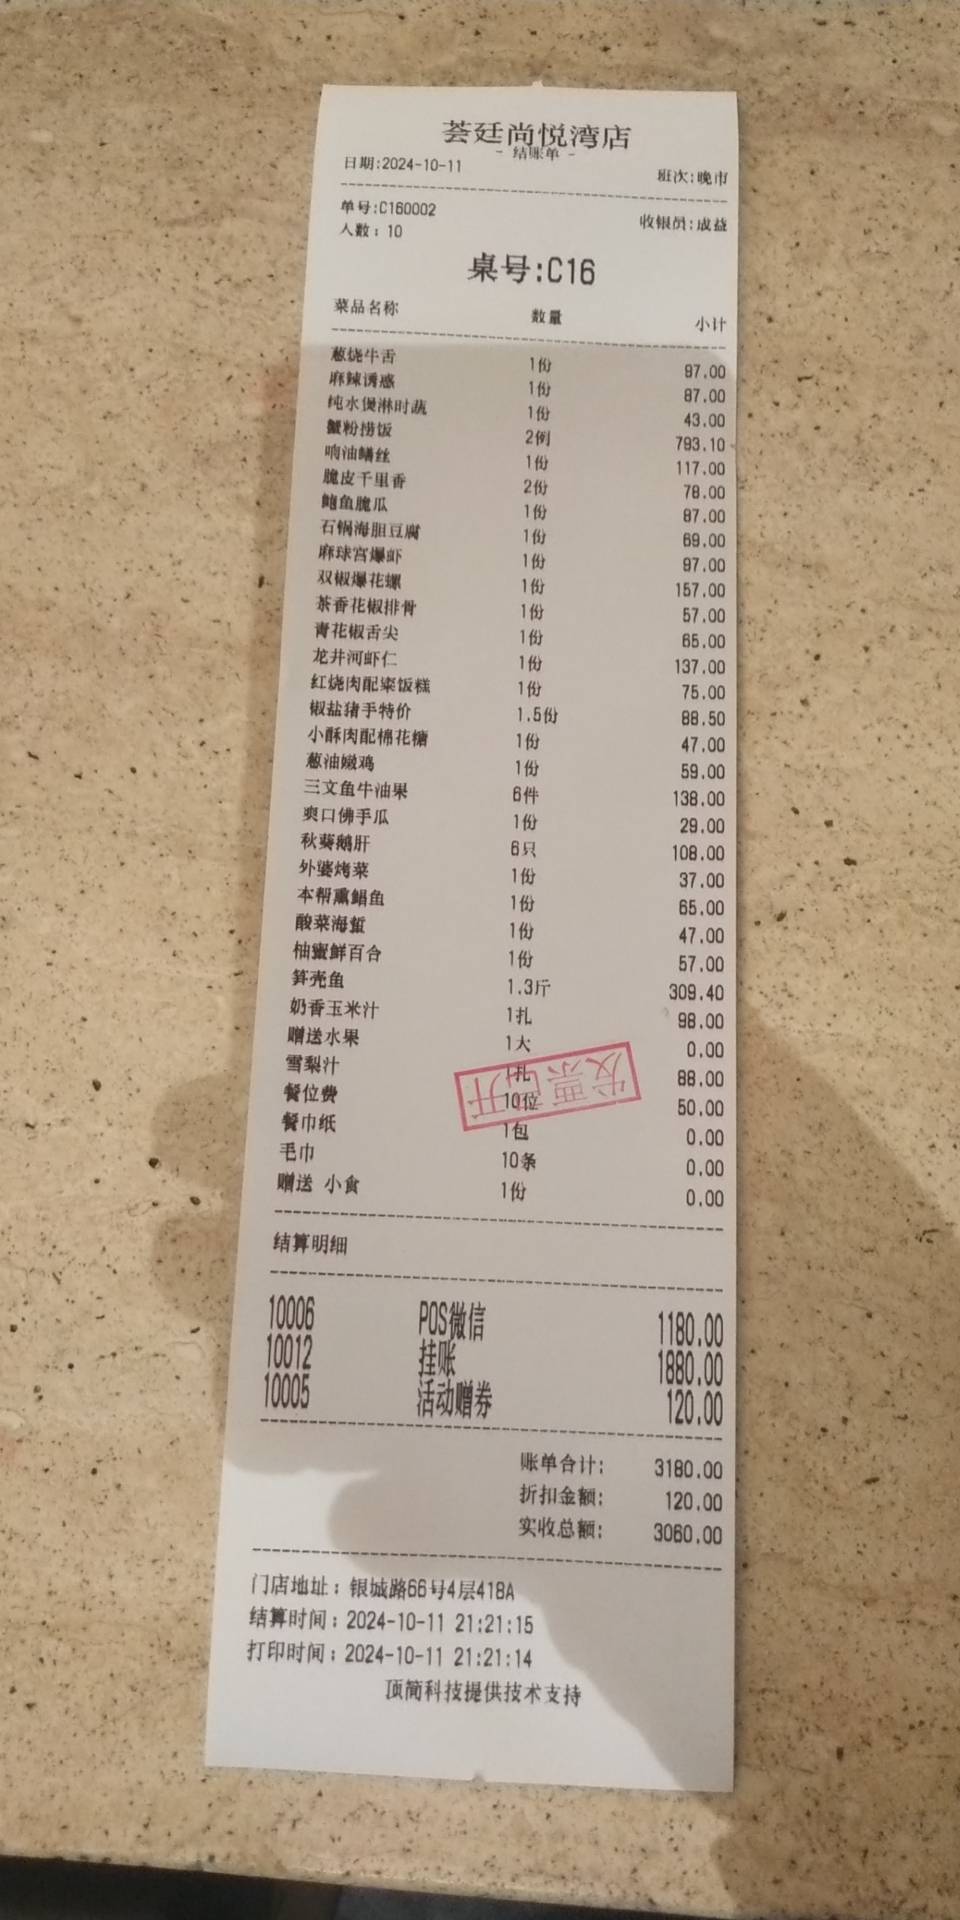 荟廷尚悦湾店
- 结账单 -
日期:2024-10-11 班次:晚市
单号:C160002 收银员:成益
人数：10
桌号:C16
菜品名称 数量 小计
葱烧牛舌 1份 97.00
麻辣诱惑 1份 87.00
纯水煲淋时蔬 1份 43.00
蟹粉捞饭 2例 793.10
响油鳝丝 1份 117.00
脆皮千里香 2份 78.00
鲍鱼脆瓜 1份 87.00
石锅海胆豆腐 1份 69.00
麻球宫爆虾 1份 97.00
双椒爆花螺 1份 157.00
茶香花椒排骨 1份 57.00
青花椒舌尖 1份 65.00
龙井河虾仁 1份 137.00
红烧肉配粢饭糕 1份 75.00
椒盐猪手特价 1.5份 88.50
小酥肉配棉花糖 1份 47.00
葱油嫩鸡 1份 59.00
三文鱼牛油果 6件 138.00
爽口佛手瓜 1份 29.00
秋葵鹅肝 6只 108.00
外婆烤菜 1份 37.00
本帮熏鲳鱼 1份 65.00
酸菜海蜇 1份 47.00
柚蜜鲜百合 1份 57.00
笋壳鱼 1.3斤 309.40
奶香玉米汁 1扎 98.00
赠送水果 1大 0.00
雪梨汁 1扎 88.00
餐位费 10位 50.00
餐巾纸 1包 0.00
毛巾 10条 0.00
赠送 小食 1份 0.00
发票已开
结算明细
10006 POS微信 1180.00
10012 挂账 1880.00
10005 活动赠券 120.00
账单合计: 3180.00
折扣金额: 120.00
实收总额: 3060.00
门店地址：银城路66号4层418A
结算时间：2024-10-11 21:21:15
打印时间：2024-10-11 21:21:14
顶简科技提供技术支持